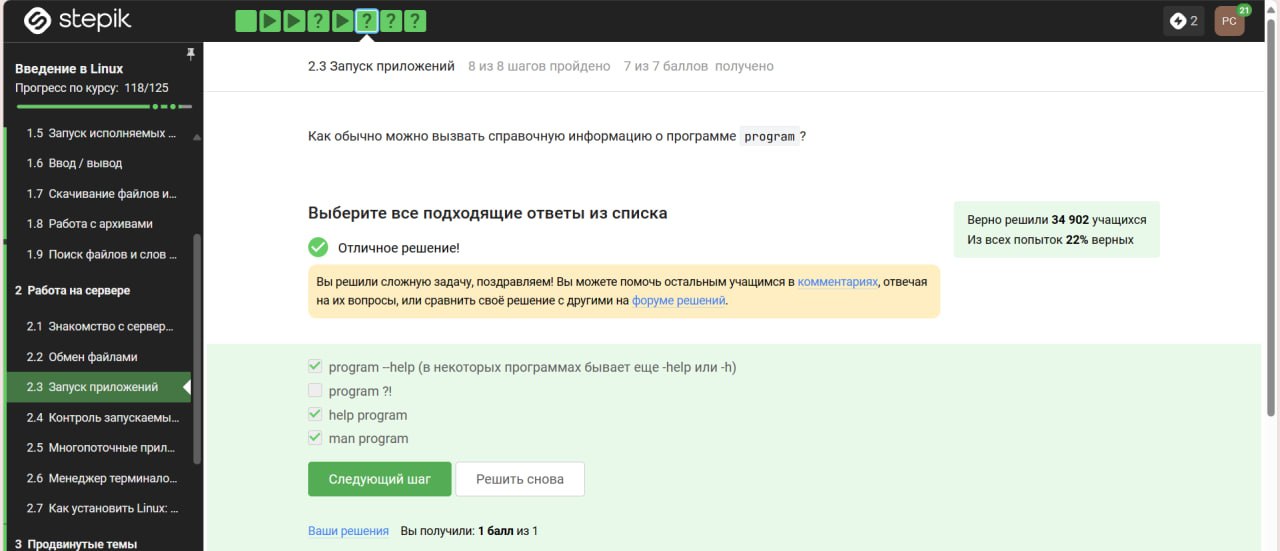 stepik
? ? ? ?
2
РС
21
Введение в Linux
Прогресс по курсу: 118/125
1.5 Запуск исполняемых ...
1.6 Ввод / вывод
1.7 Скачивание файлов и...
1.8 Работа с архивами
1.9 Поиск файлов и слов ...
2 Работа на сервере
2.1 Знакомство с сервер...
2.2 Обмен файлами
2.3 Запуск приложений
2.4 Контроль запускаемы...
2.5 Многопоточные прил...
2.6 Менеджер терминало...
2.7 Как установить Linux: ...
3 Продвинутые темы
2.3 Запуск приложений 8 из 8 шагов пройдено 7 из 7 баллов получено
Как обычно можно вызвать справочную информацию о программе program ?
Выберите все подходящие ответы из списка
Отличное решение!
Вы решили сложную задачу, поздравляем! Вы можете помочь остальным учащимся в комментариях, отвечая
на их вопросы, или сравнить своё решение с другими на форуме решений.
Верно решили 34 902 учащихся
Из всех попыток 22% верных
program --help (в некоторых программах бывает еще -help или -h)
program ?!
help program
man program
Следующий шаг
Решить снова
Ваши решения Вы получили: 1 балл из 1